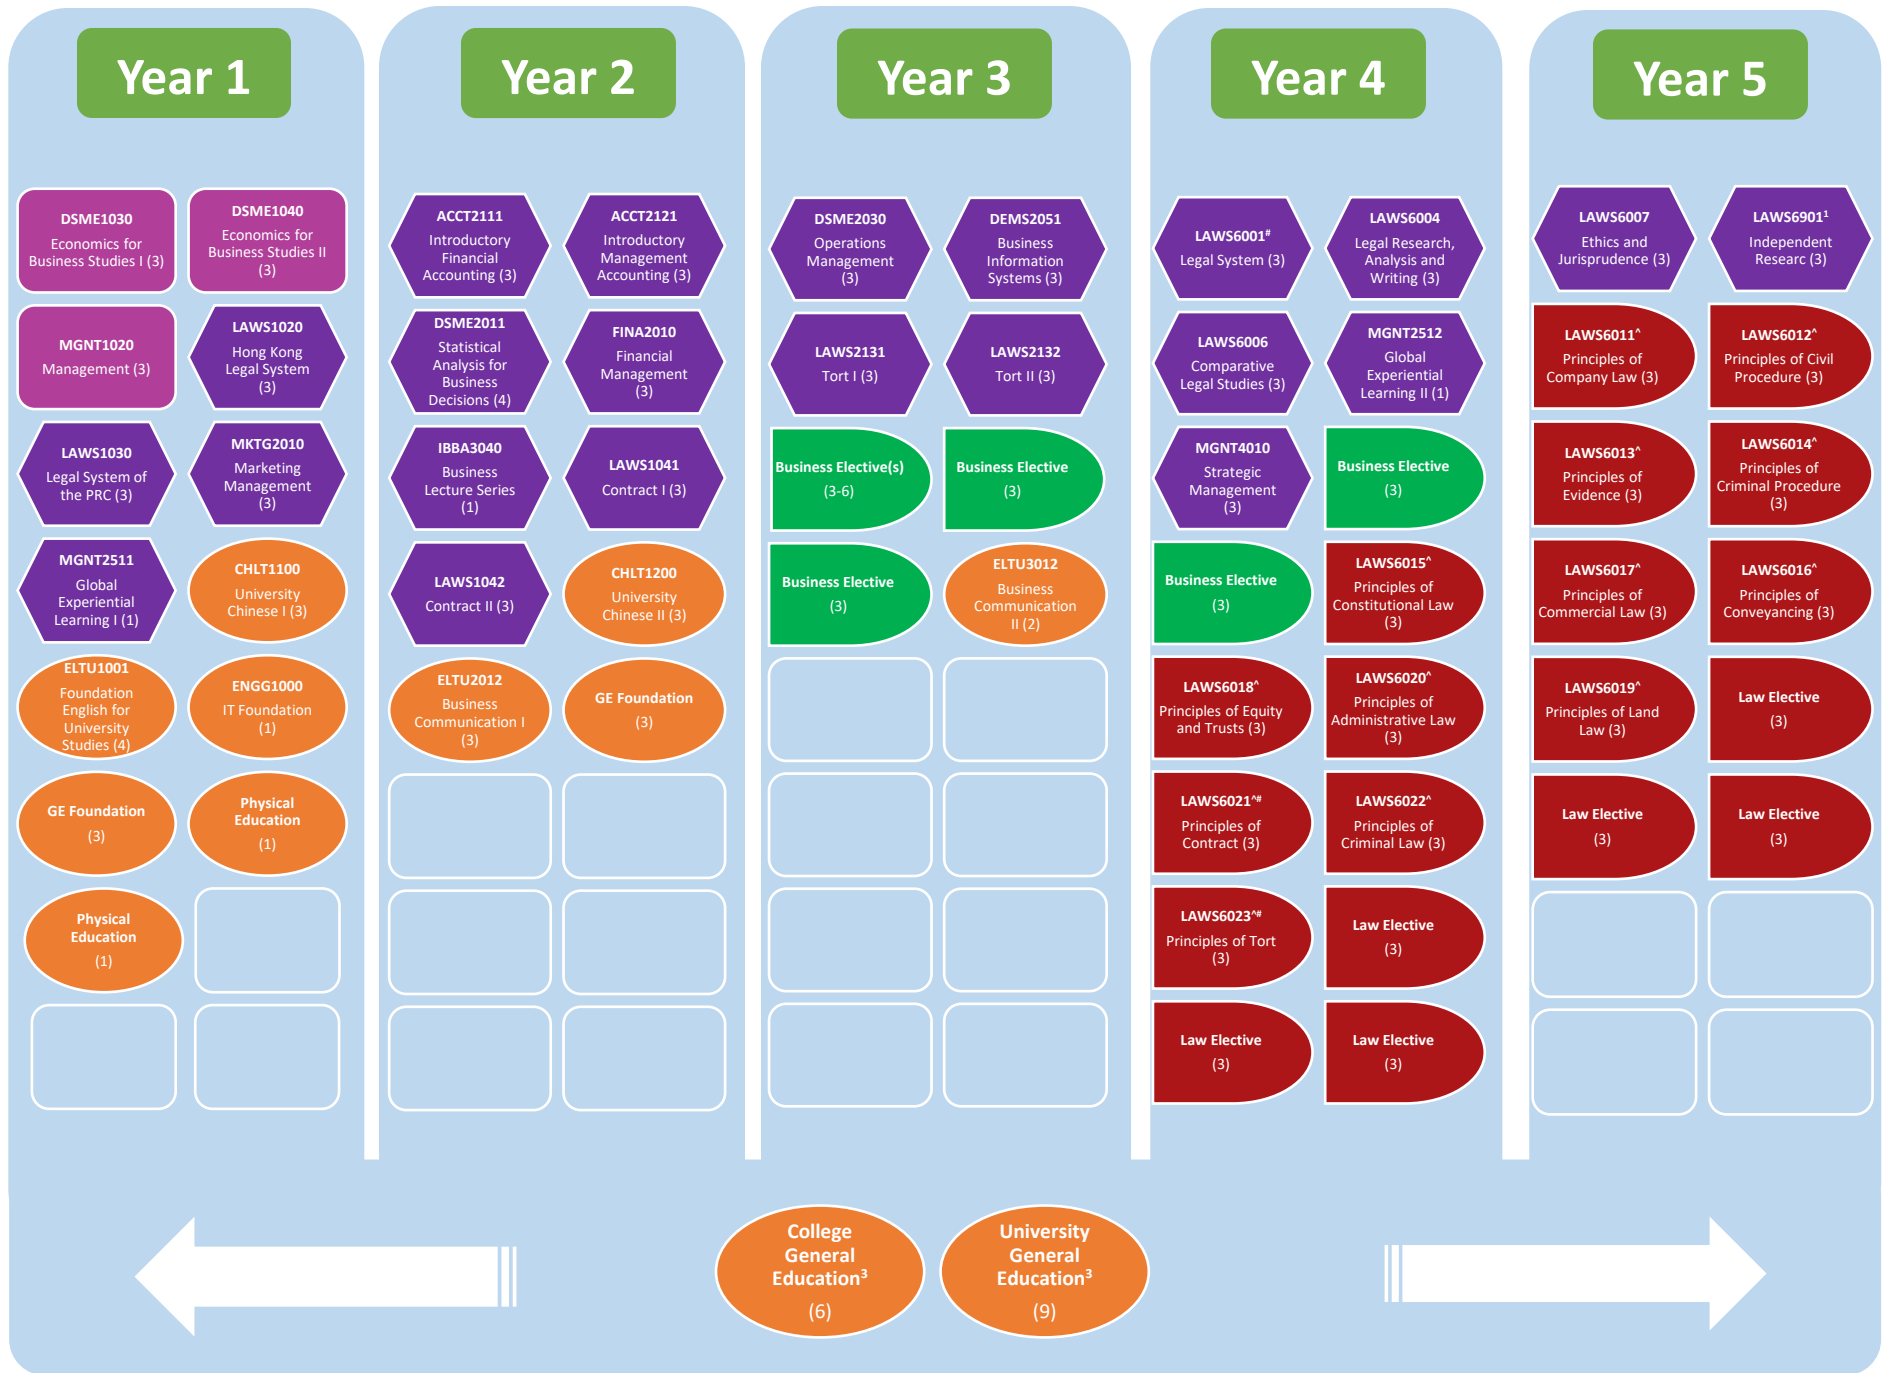 Year 1
DSME1030
Economics for
Business Studies I (3)
DSME1040
Economics for
Business Studies II
(3)
MGNT1020
Management (3)
LAWS1020
Hong Kong
Legal System
(3)
LAWS1030
Legal System of
the PRC (3)
MKTG2010
Marketing
Management
(3)
MGNT2511
Global
Experiential
Learning I (1)
CHLT1100
University
Chinese I (3)
ELTU1001
Foundation
English for
University
Studies (4)
ENGG1000
IT Foundation
(1)
GE Foundation
(3)
Physical
Education
(1)
Physical
Education
(1)
Year 2
ACCT2111
Introductory
Financial
Accounting (3)
ACCT2121
Introductory
Management
Accounting (3)
DSME2011
Statistical
Analysis for
Business
Decisions (4)
FINA2010
Financial
Management
(3)
IBBA3040
Business
Lecture Series
(1)
LAWS1041
Contract I (3)
LAWS1042
Contract II (3)
CHLT1200
University
Chinese II (3)
ELTU2012
Business
Communication I
(3)
GE Foundation
(3)
Year 3
DSME2030
Operations
Management
(3)
DEMS2051
Business
Information
Systems (3)
LAWS2131
Tort I (3)
LAWS2132
Tort II (3)
Business Elective(s)
(3-6)
Business Elective
(3)
Business Elective
(3)
ELTU3012
Business
Communication
II (2)
Year 4
LAWS6001#
Legal System (3)
LAWS6004
Legal Research,
Analysis and
Writing (3)
LAWS6006
Comparative
Legal Studies (3)
MGNT2512
Global
Experiential
Learning II (1)
MGNT4010
Strategic
Management
(3)
Business Elective
(3)
Business Elective
(3)
LAWS6015^
Principles of
Constitutional Law
(3)
LAWS6018^
Principles of Equity
and Trusts (3)
LAWS6020^
Principles of
Administrative Law
(3)
LAWS6021^#
Principles of
Contract (3)
LAWS6022^
Principles of
Criminal Law (3)
LAWS6023^#
Principles of Tort
(3)
Law Elective
(3)
Law Elective
(3)
Law Elective
(3)
Year 5
LAWS6007
Ethics and
Jurisprudence (3)
LAWS6901¹
Independent
Researc (3)
LAWS6011^
Principles of
Company Law (3)
LAWS6012^
Principles of Civil
Procedure (3)
LAWS6013^
Principles of
Evidence (3)
LAWS6014^
Principles of
Criminal Procedure
(3)
LAWS6017^
Principles of
Commercial Law (3)
LAWS6016^
Principles of
Conveyancing (3)
LAWS6019^
Principles of Land
Law (3)
Law Elective
(3)
Law Elective
(3)
Law Elective
(3)
College
General
Education³
(6)
University
General
Education³
(9)